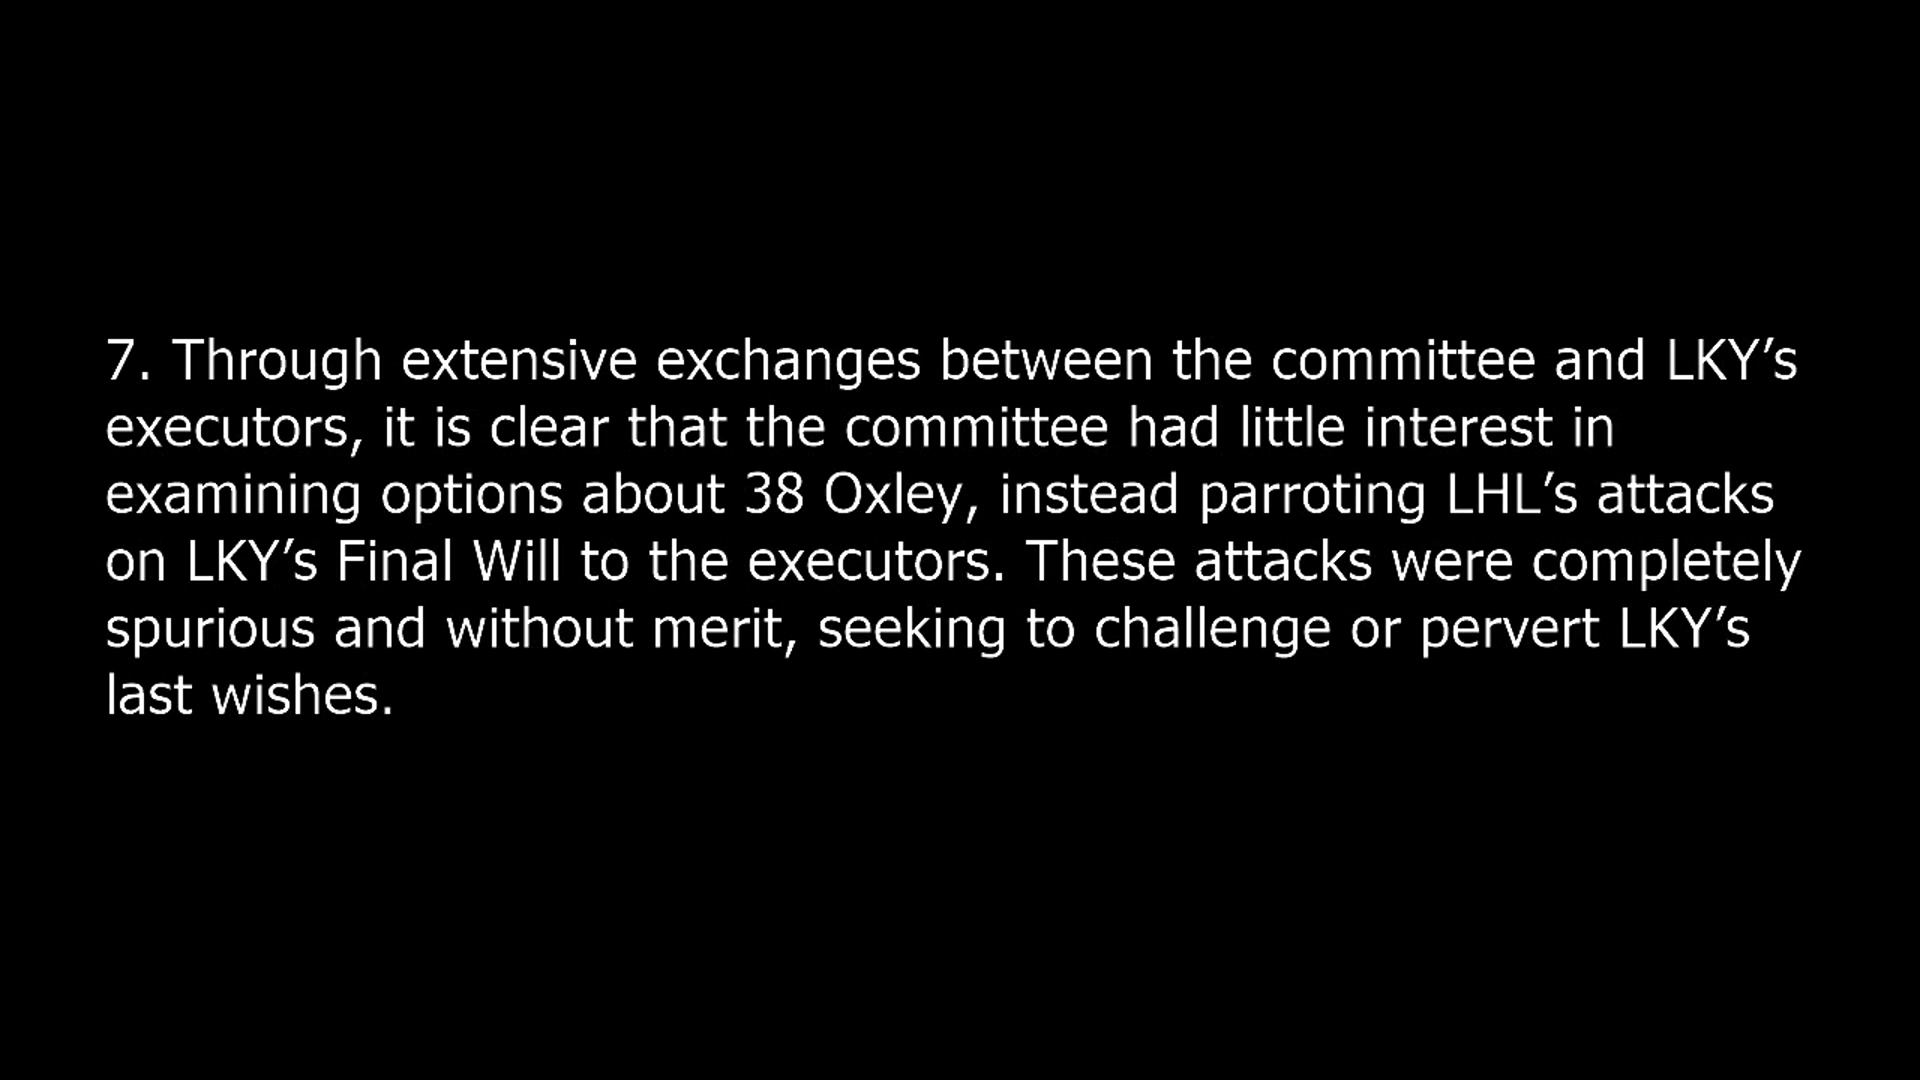 7. Through extensive exchanges between the committee and LKY’s
executors, it is clear that the committee had little interest in
examining options about 38 Oxley, instead parroting LHL’s attacks
on LKY’s Final Will to the executors. These attacks were completely
spurious and without merit, seeking to challenge or pervert LKY’s
last wishes.